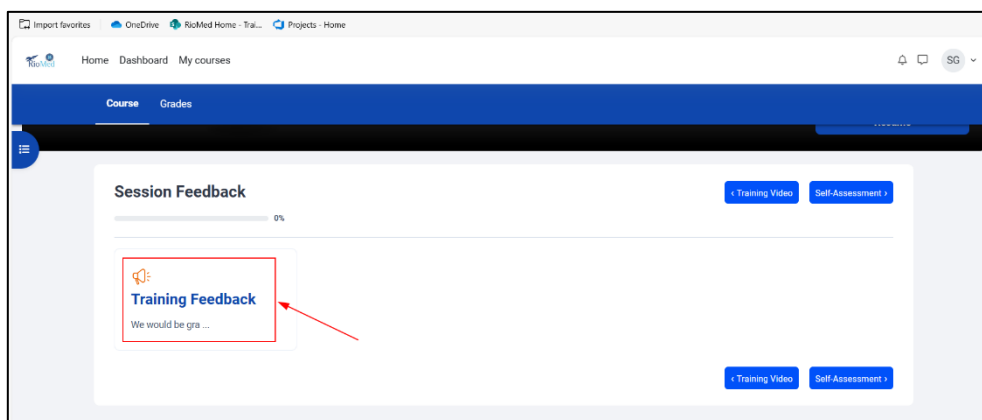 Import favorites OneDrive RioMed Home - Trai... Projects - Home
RioMed Home Dashboard My courses SG
Course Grades
Session Feedback ‹ Training Video Self-Assessment ›
0%
Training Feedback
We would be gra ...
‹ Training Video Self-Assessment ›